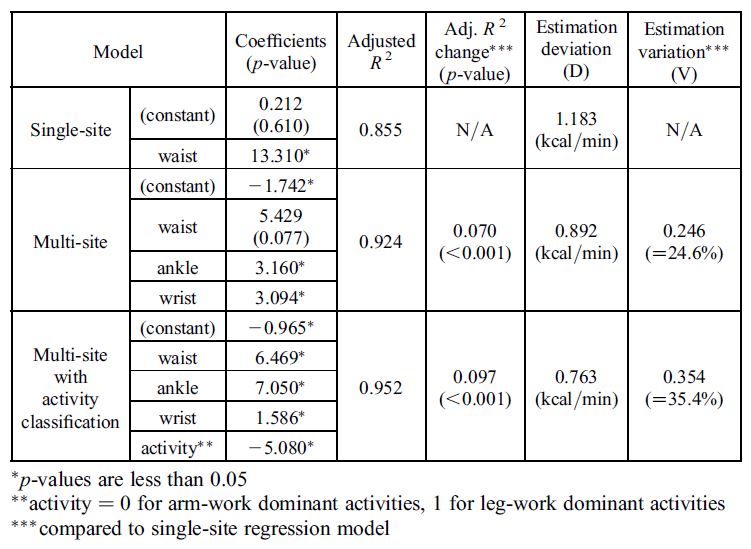 Model
Coefficients
(p-value)
Adjusted
R²
Adj. R²
change***
(p-value)
Estimation
deviation
(D)
Estimation
variation***
(V)
Single-site
(constant)
0.212
(0.610)
waist
13.310*
0.855
N/A
1.183
(kcal/min)
N/A
Multi-site
(constant)
−1.742*
waist
5.429
(0.077)
ankle
3.160*
wrist
3.094*
0.924
0.070
(<0.001)
0.892
(kcal/min)
0.246
(=24.6%)
Multi-site
with
activity
classification
(constant)
−0.965*
waist
6.469*
ankle
7.050*
wrist
1.586*
activity**
−5.080*
0.952
0.097
(<0.001)
0.763
(kcal/min)
0.354
(=35.4%)
*p-values are less than 0.05
**activity = 0 for arm-work dominant activities, 1 for leg-work dominant activities
***compared to single-site regression model